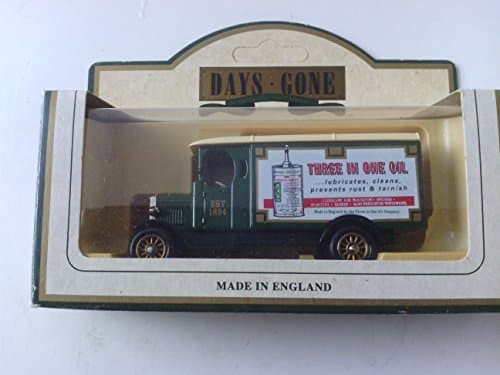 DAYS · GONE
THREE IN ONE OIL
...lubricates, cleans,
prevents rust & tarnish
EST
1894
MADE IN ENGLAND